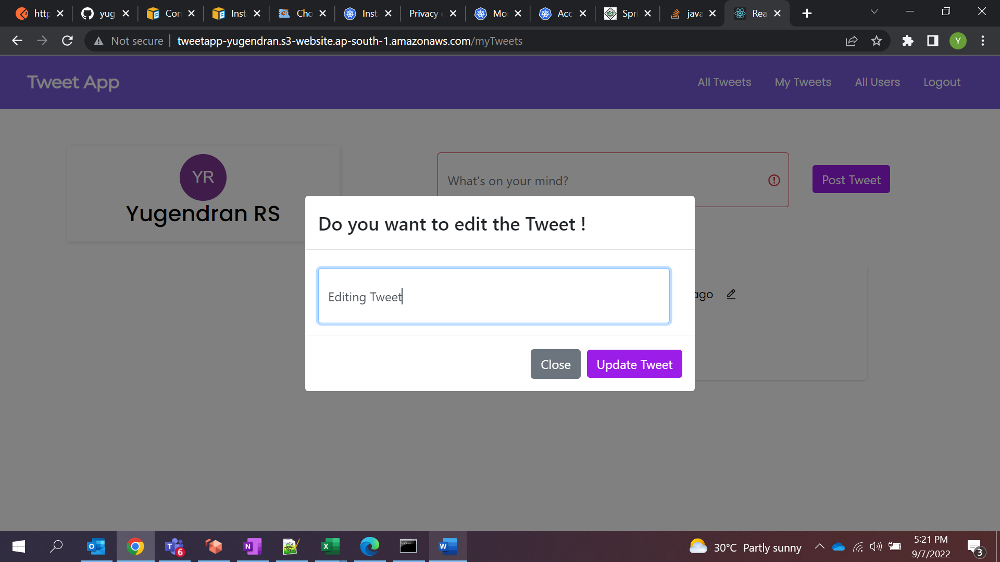 http
yug
Con
Inst
Cho
Inst
Privacy
Mo
Acc
Spri
java
Rea
Not secure
tweetapp-yugendran.s3-website.ap-south-1.amazonaws.com/myTweets
Y
Tweet App
All Tweets
My Tweets
All Users
Logout
YR
Yugendran RS
What's on your mind?
Post Tweet
Do you want to edit the Tweet !
Editing Tweet
ago
Close
Update Tweet
30°C Partly sunny
5:21 PM
9/7/2022
6
3